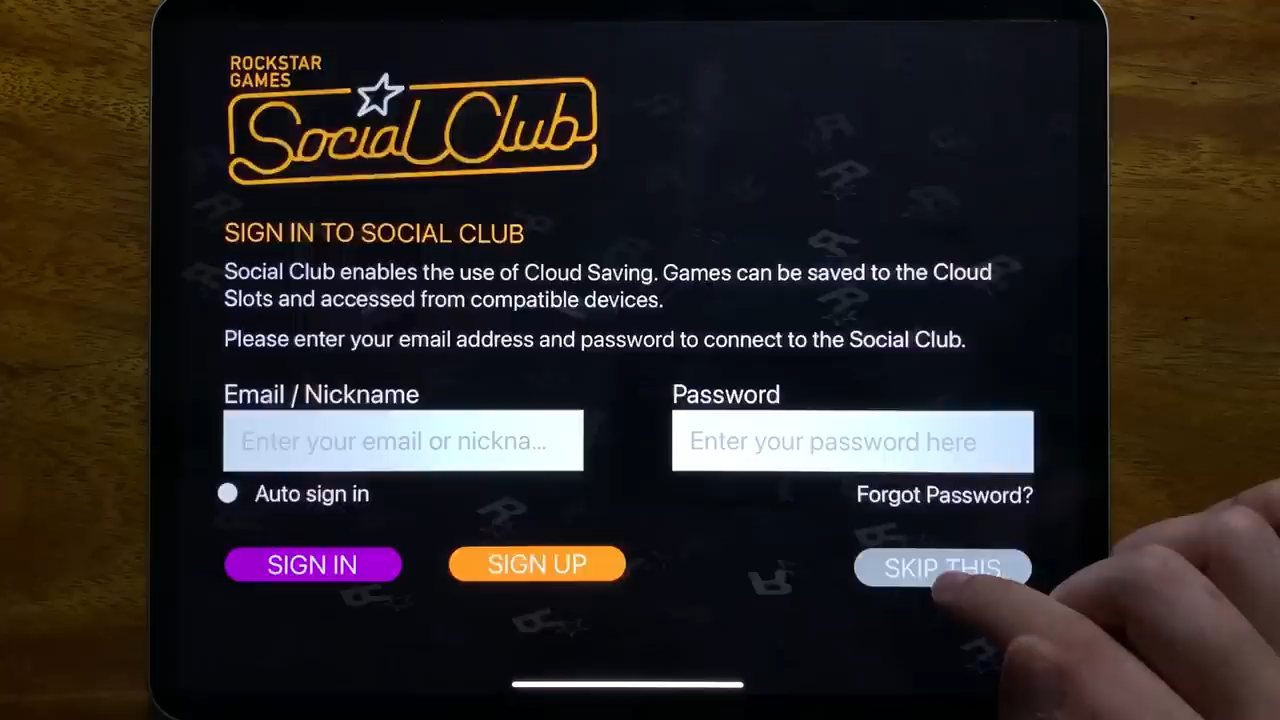 ROCKSTAR
GAMES
Social Club
SIGN IN TO SOCIAL CLUB
Social Club enables the use of Cloud Saving. Games can be saved to the Cloud
Slots and accessed from compatible devices.
Please enter your email address and password to connect to the Social Club.
Email / Nickname
Password
Enter your email or nickna...
Enter your password here
Auto sign in
Forgot Password?
SIGN IN
SIGN UP
SKIP THIS